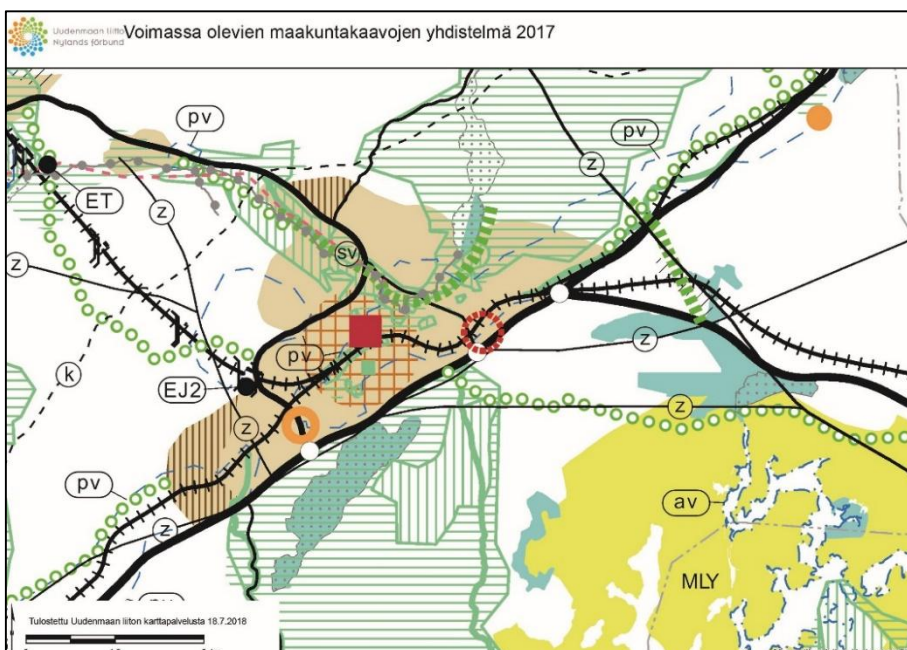 Uudenmaan liitto
Nylands förbund
Voimassa olevien maakuntakaavojen yhdistelmä 2017
pv
pv
ET
z
z
z
sv
z
k
pv
EJ2
z
z
pv
z
av
MLY
Tulostettu Uudenmaan liiton karttapalvelusta 18.7.2018